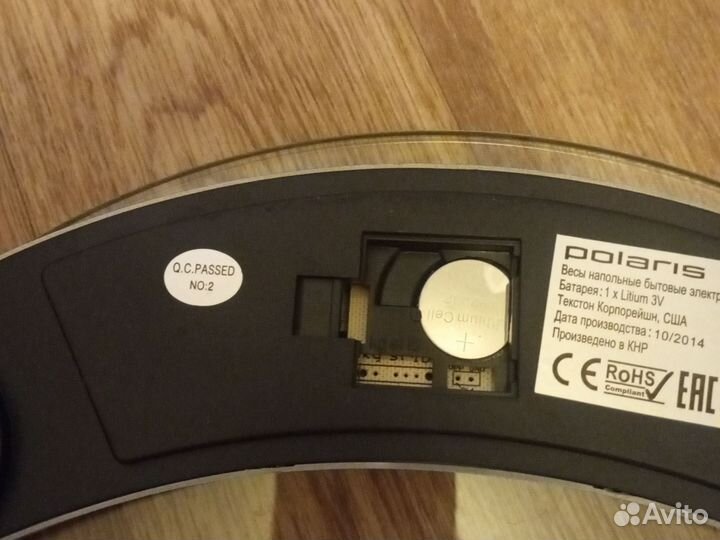 Q.C.PASSED
NO:2
polaris
Весы напольные бытовые электр
Батарея: 1 x Litium 3V
Текстон Корпорейшн, США
Дата производства: 10/2014
Произведено в КНР
CE RoHS EAC
Compliant
+
Avito